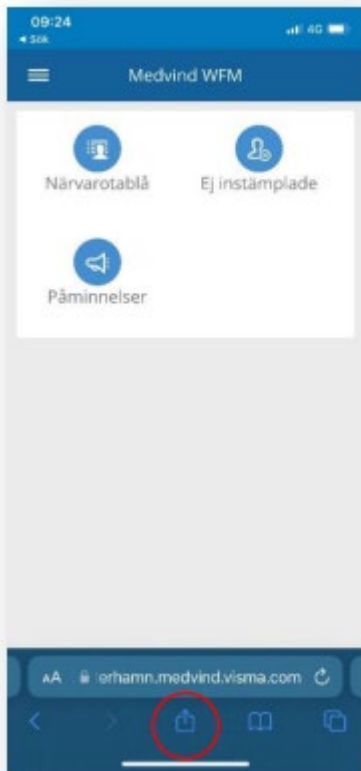 09:24
◀ Sök
4G
Medvind WFM
Närvarotablå
Ej instämplade
Påminnelser
AA
erhamn.medvind.visma.com